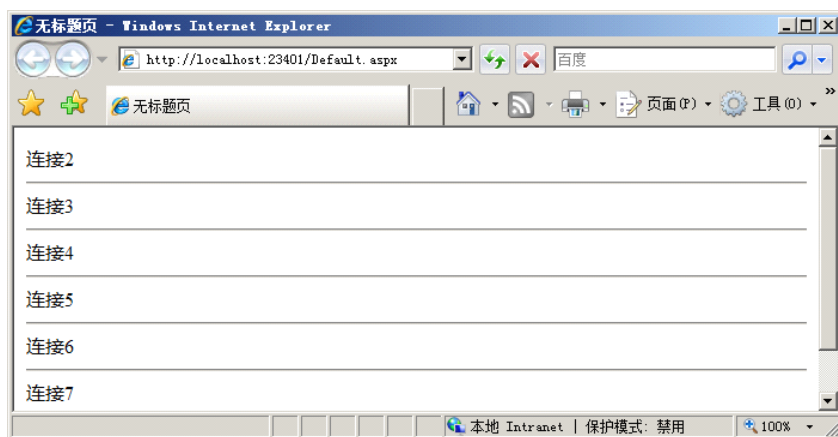 无标题页 - Windows Internet Explorer
http://localhost:23401/Default.aspx
百度
无标题页
页面(P)
工具(O)
»
连接2
连接3
连接4
连接5
连接6
连接7
本地 Intranet | 保护模式: 禁用
100%